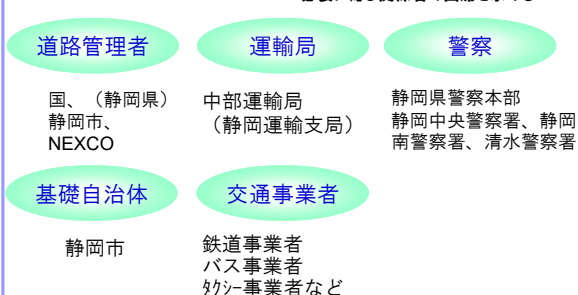 道路管理者
運輸局
警察
国、（静岡県）
静岡市、
NEXCO
中部運輸局
（静岡運輸支局）
静岡県警察本部
静岡中央警察署、静岡
南警察署、清水警察署
基礎自治体
交通事業者
静岡市
鉄道事業者
バス事業者
ﾀｸｼｰ事業者など